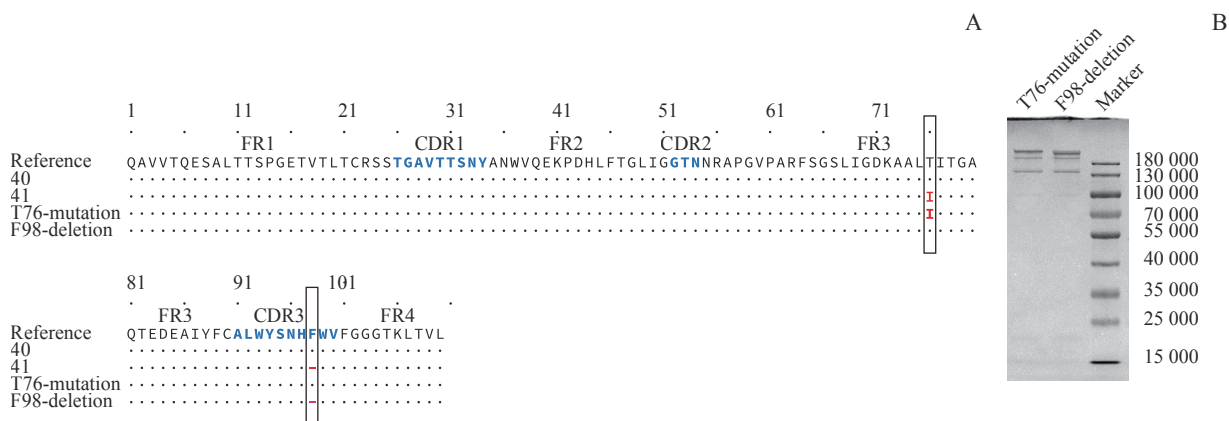 A
B
1 11 21 31 41 51 61 71
FR1 CDR1 FR2 CDR2 FR3
Reference QAVVTQESALTTSPGETVTLTCRSSTGAVTTSNYANWVQEKPDHLFTGLIGGTNNRAPGVPARFSGSLIGDKAALTITGA
40 ................................................................................
41 ...........................................................................I....
T76-mutation ...........................................................................I....
F98-deletion ................................................................................
81 91 101
FR3 CDR3 FR4
Reference QTEDEAIYFCALWYSNHFWVFGGGTKLTVL
40 ..............................
41 .................-............
T76-mutation ..............................
F98-deletion .................-............
T76-mutation
F98-deletion
Marker
180 000
130 000
100 000
70 000
55 000
40 000
35 000
25 000
15 000